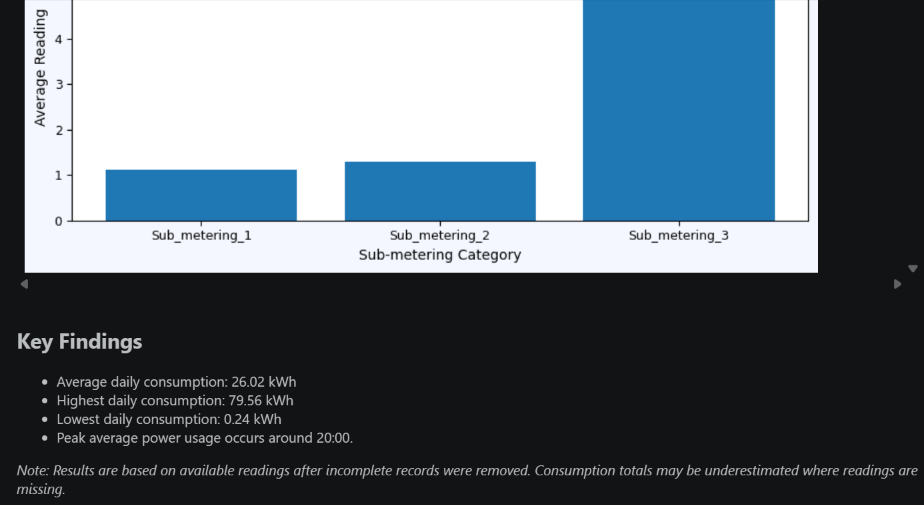 Average Reading
4
3
2
1
0
Sub_metering_1 Sub_metering_2 Sub_metering_3
Sub-metering Category
Key Findings
• Average daily consumption: 26.02 kWh
• Highest daily consumption: 79.56 kWh
• Lowest daily consumption: 0.24 kWh
• Peak average power usage occurs around 20:00.
Note: Results are based on available readings after incomplete records were removed. Consumption totals may be underestimated where readings are
missing.